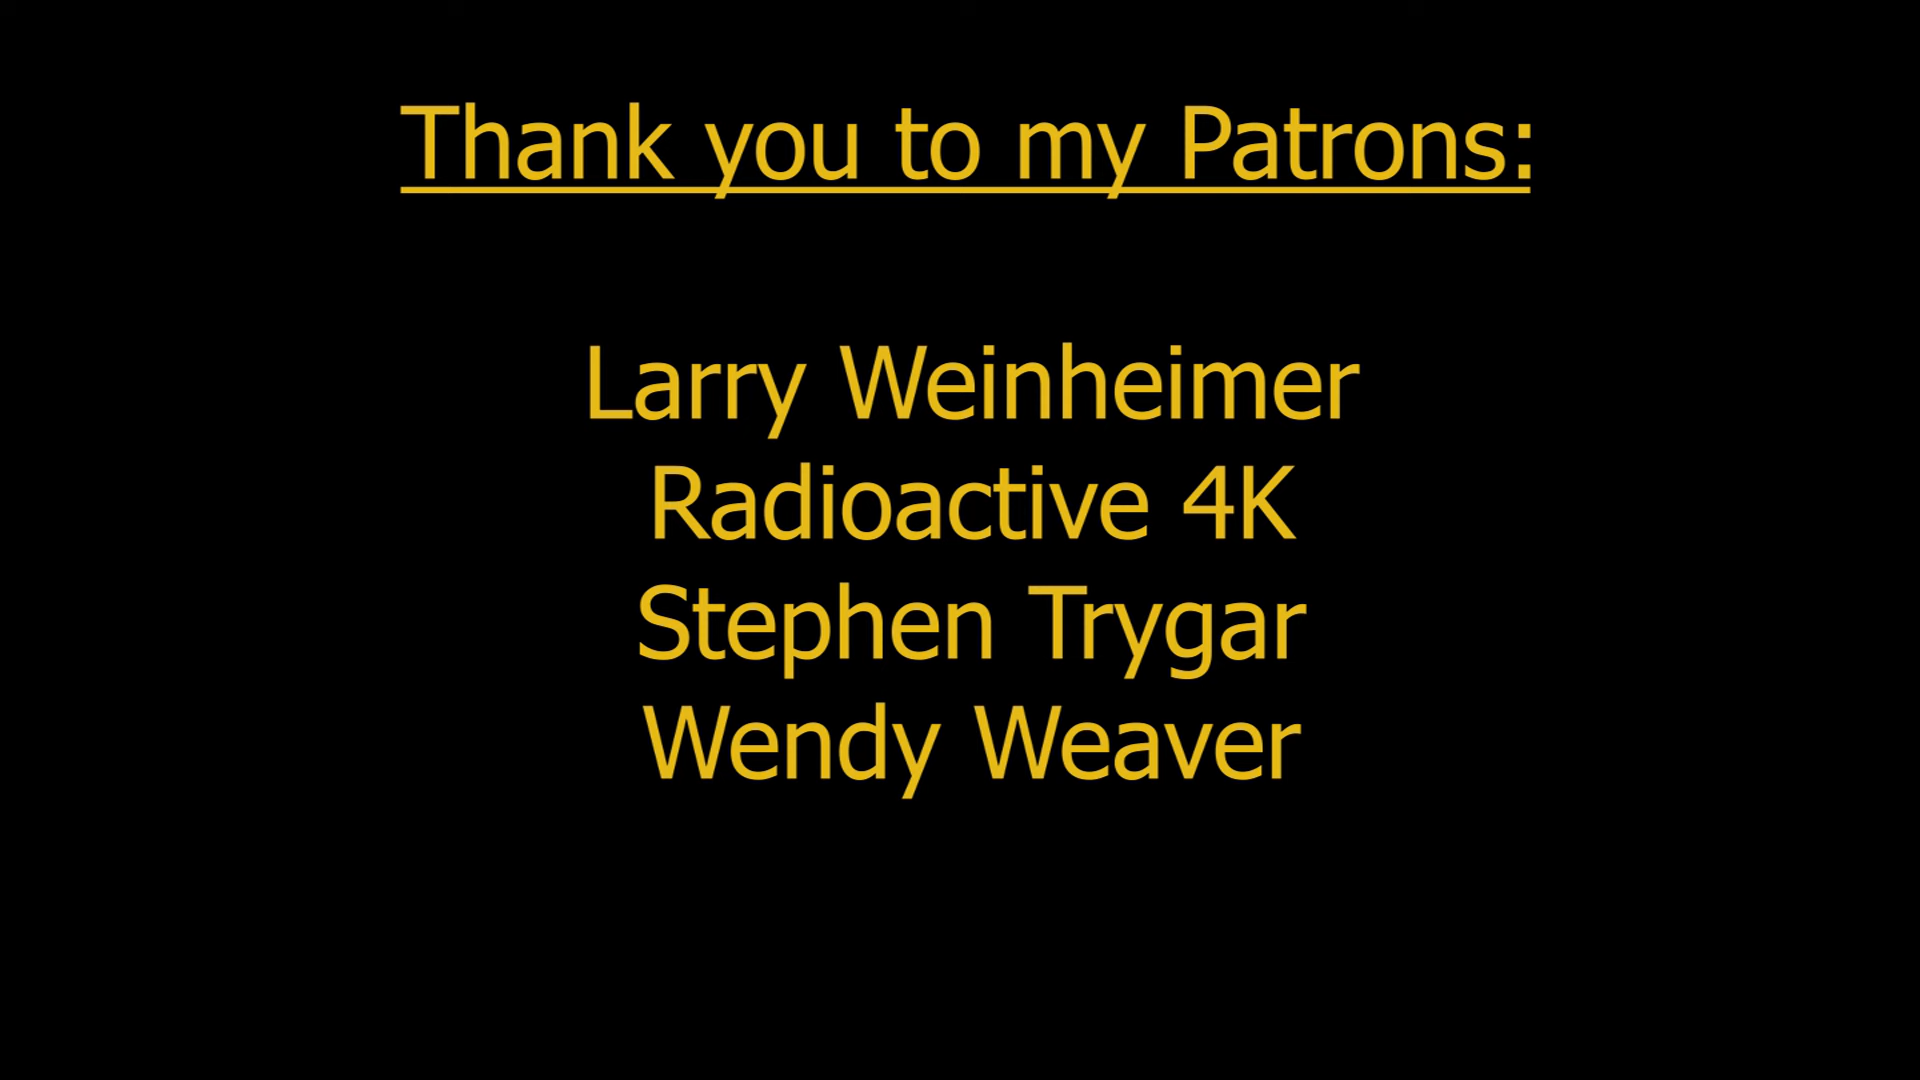 Thank you to my Patrons:
Larry Weinheimer
Radioactive 4K
Stephen Trygar
Wendy Weaver